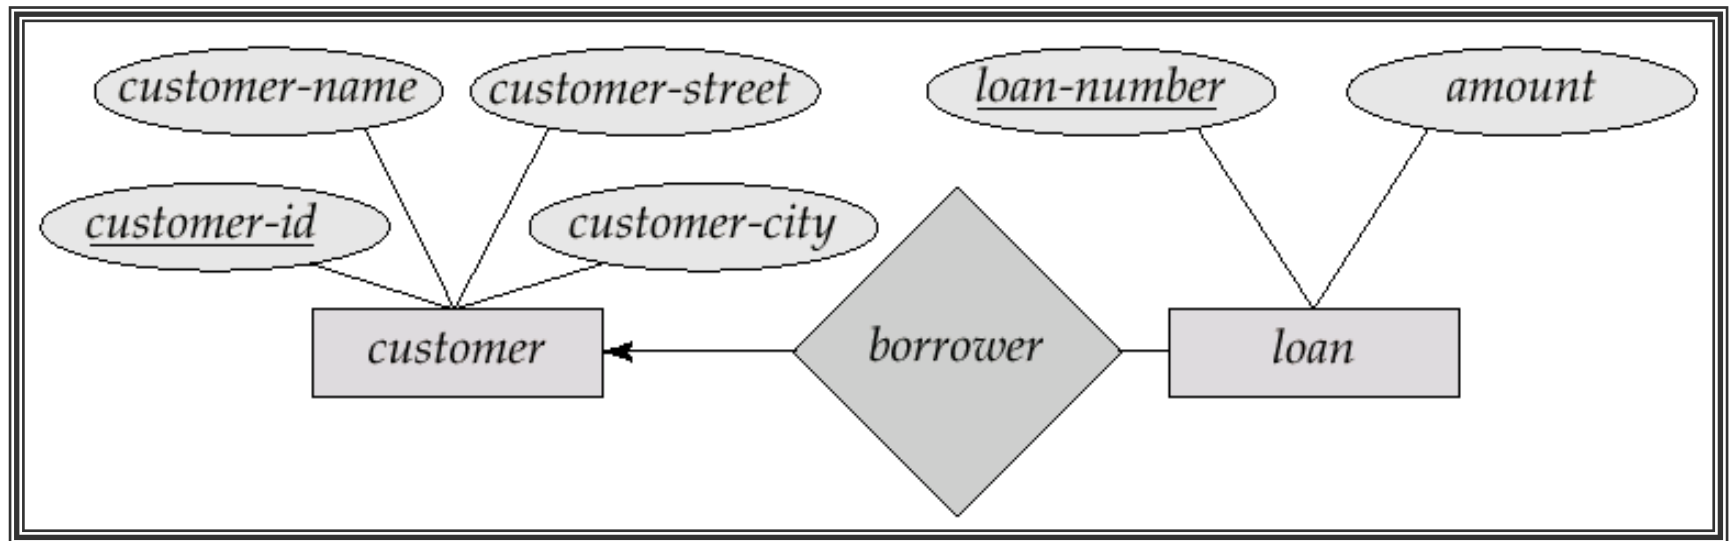 customer-name
customer-street
loan-number
amount
customer-id
customer-city
customer
borrower
loan